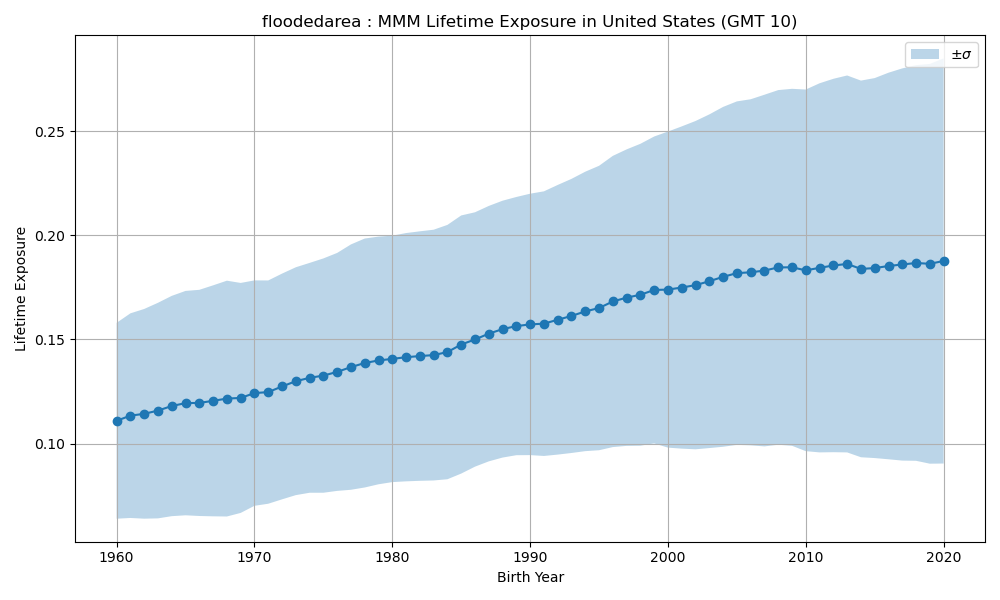 floodedarea : MMM Lifetime Exposure in United States (GMT 10)
±σ
Lifetime Exposure
0.25
0.20
0.15
0.10
1960 1970 1980 1990 2000 2010 2020
Birth Year